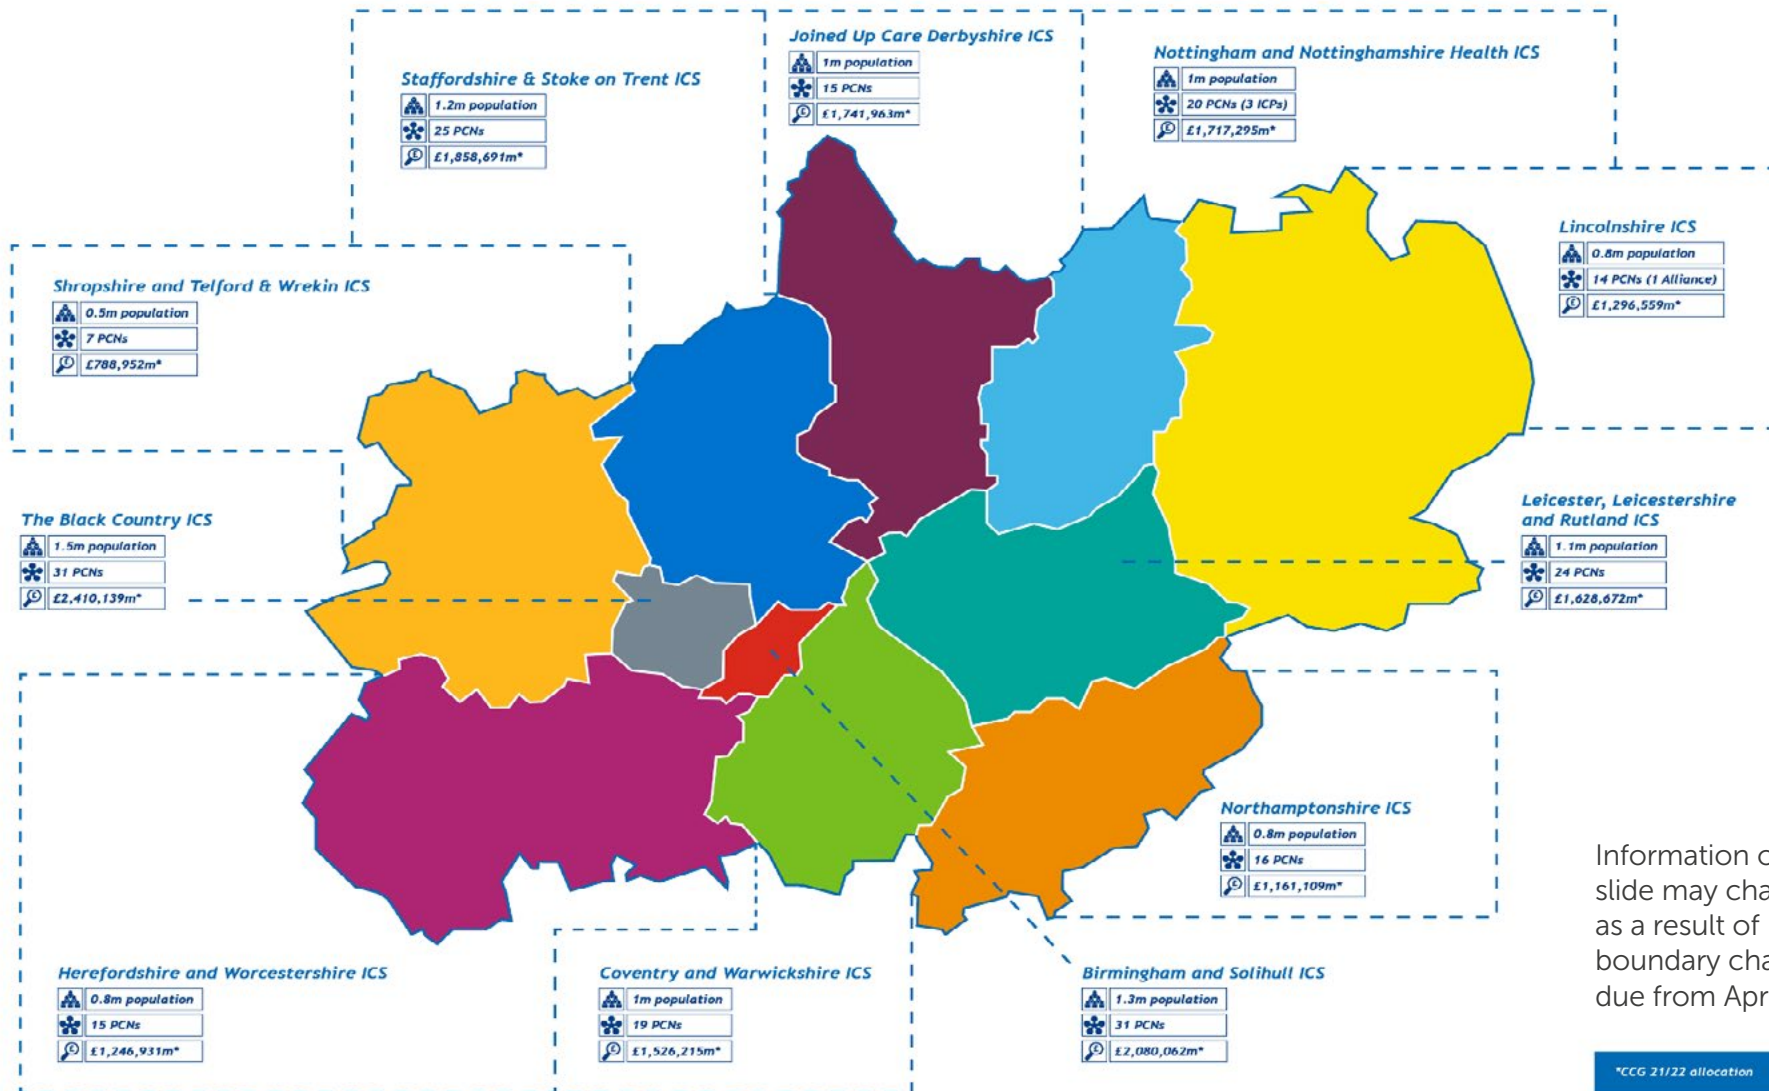 Joined Up Care Derbyshire ICS
1m population
15 PCNs
£1,741,963m*
Nottingham and Nottinghamshire Health ICS
1m population
20 PCNs (3 ICPs)
£1,717,295m*
Staffordshire & Stoke on Trent ICS
1.2m population
25 PCNs
£1,858,691m*
Lincolnshire ICS
0.8m population
14 PCNs (1 Alliance)
£1,296,559m*
Shropshire and Telford & Wrekin ICS
0.5m population
7 PCNs
£788,952m*
Leicester, Leicestershire
and Rutland ICS
1.1m population
24 PCNs
£1,628,672m*
The Black Country ICS
1.5m population
31 PCNs
£2,410,139m*
Northamptonshire ICS
0.8m population
16 PCNs
£1,161,109m*
Information
slide may
as a result of
boundary
due from
Herefordshire and Worcestershire ICS
0.8m population
15 PCNs
£1,246,931m*
Coventry and Warwickshire ICS
1m population
19 PCNs
£1,526,215m*
Birmingham and Solihull ICS
1.3m population
31 PCNs
£2,080,062m*
*CCG 21/22 allocation